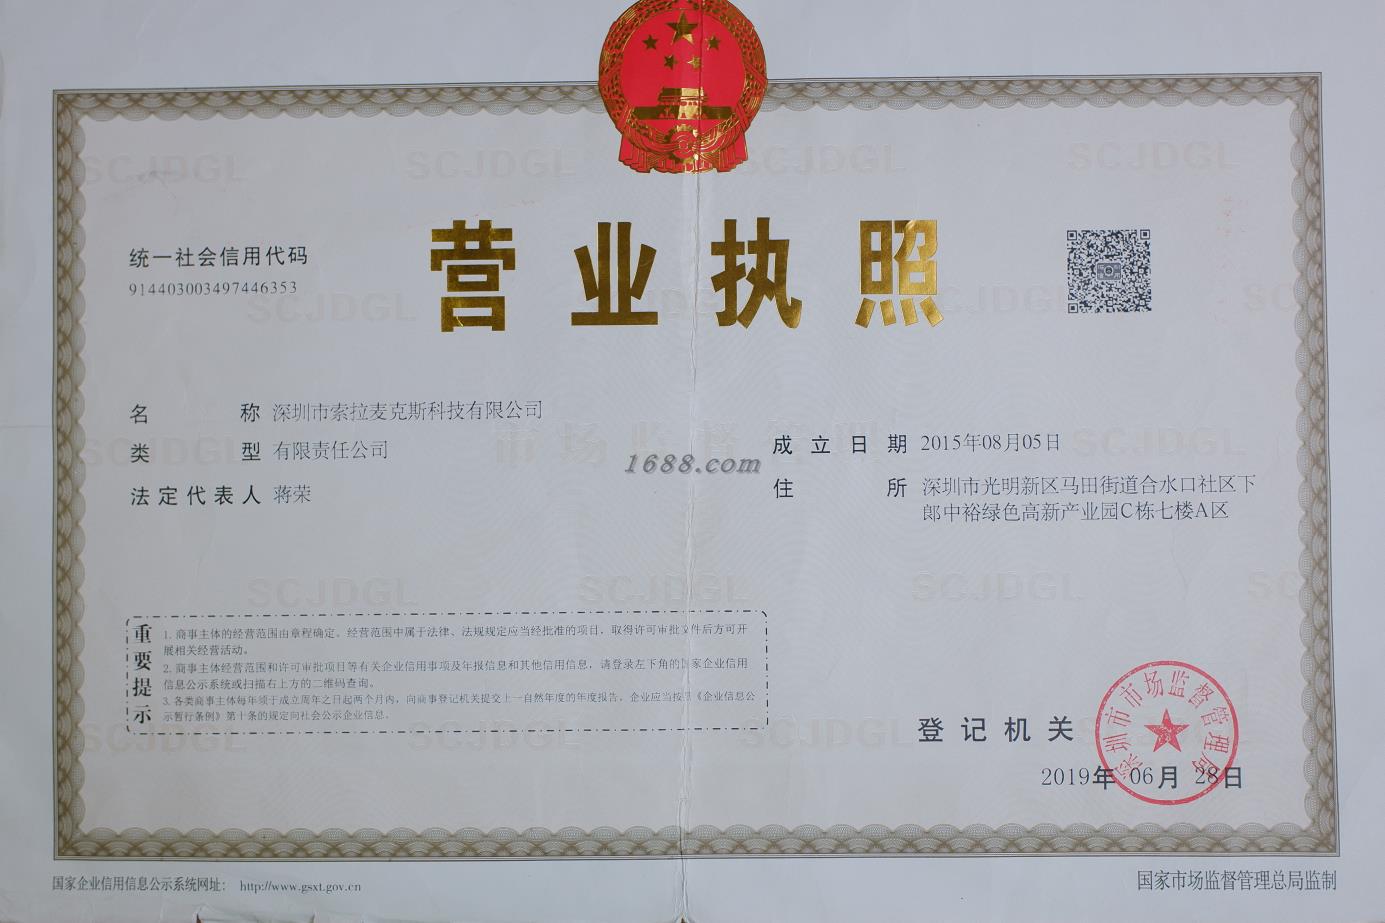 营业执照
统一社会信用代码
914403003497446353
名称 深圳市索拉麦克斯科技有限公司
类型 有限责任公司
法定代表人 蒋荣
成立日期 2015年08月05日
住所 深圳市光明新区马田街道合水口社区下
郎中裕绿色高新产业园C栋七楼A区
1688.com
重要提示
1. 商事主体的经营范围由章程确定。经营范围中属于法律、法规规定应当经批准的项目，取得许可审批文件后方可开
展相关经营活动。
2. 商事主体经营范围和许可审批项目等有关企业信用事项及年报信息和其他信用信息，请登录左下角的国家企业信用
信息公示系统或扫描右上方的二维码查询。
3. 各类商事主体每年须于成立周年之日起两个月内，向商事登记机关提交上一自然年度的年度报告。企业应当按照《企业信息公
示暂行条例》第十条的规定向社会公示企业信息。
登记机关
深圳市市场监督管理局
2019年 06月 28日
国家企业信用信息公示系统网址： http://www.gsxt.gov.cn
国家市场监督管理总局监制
SCJDGL